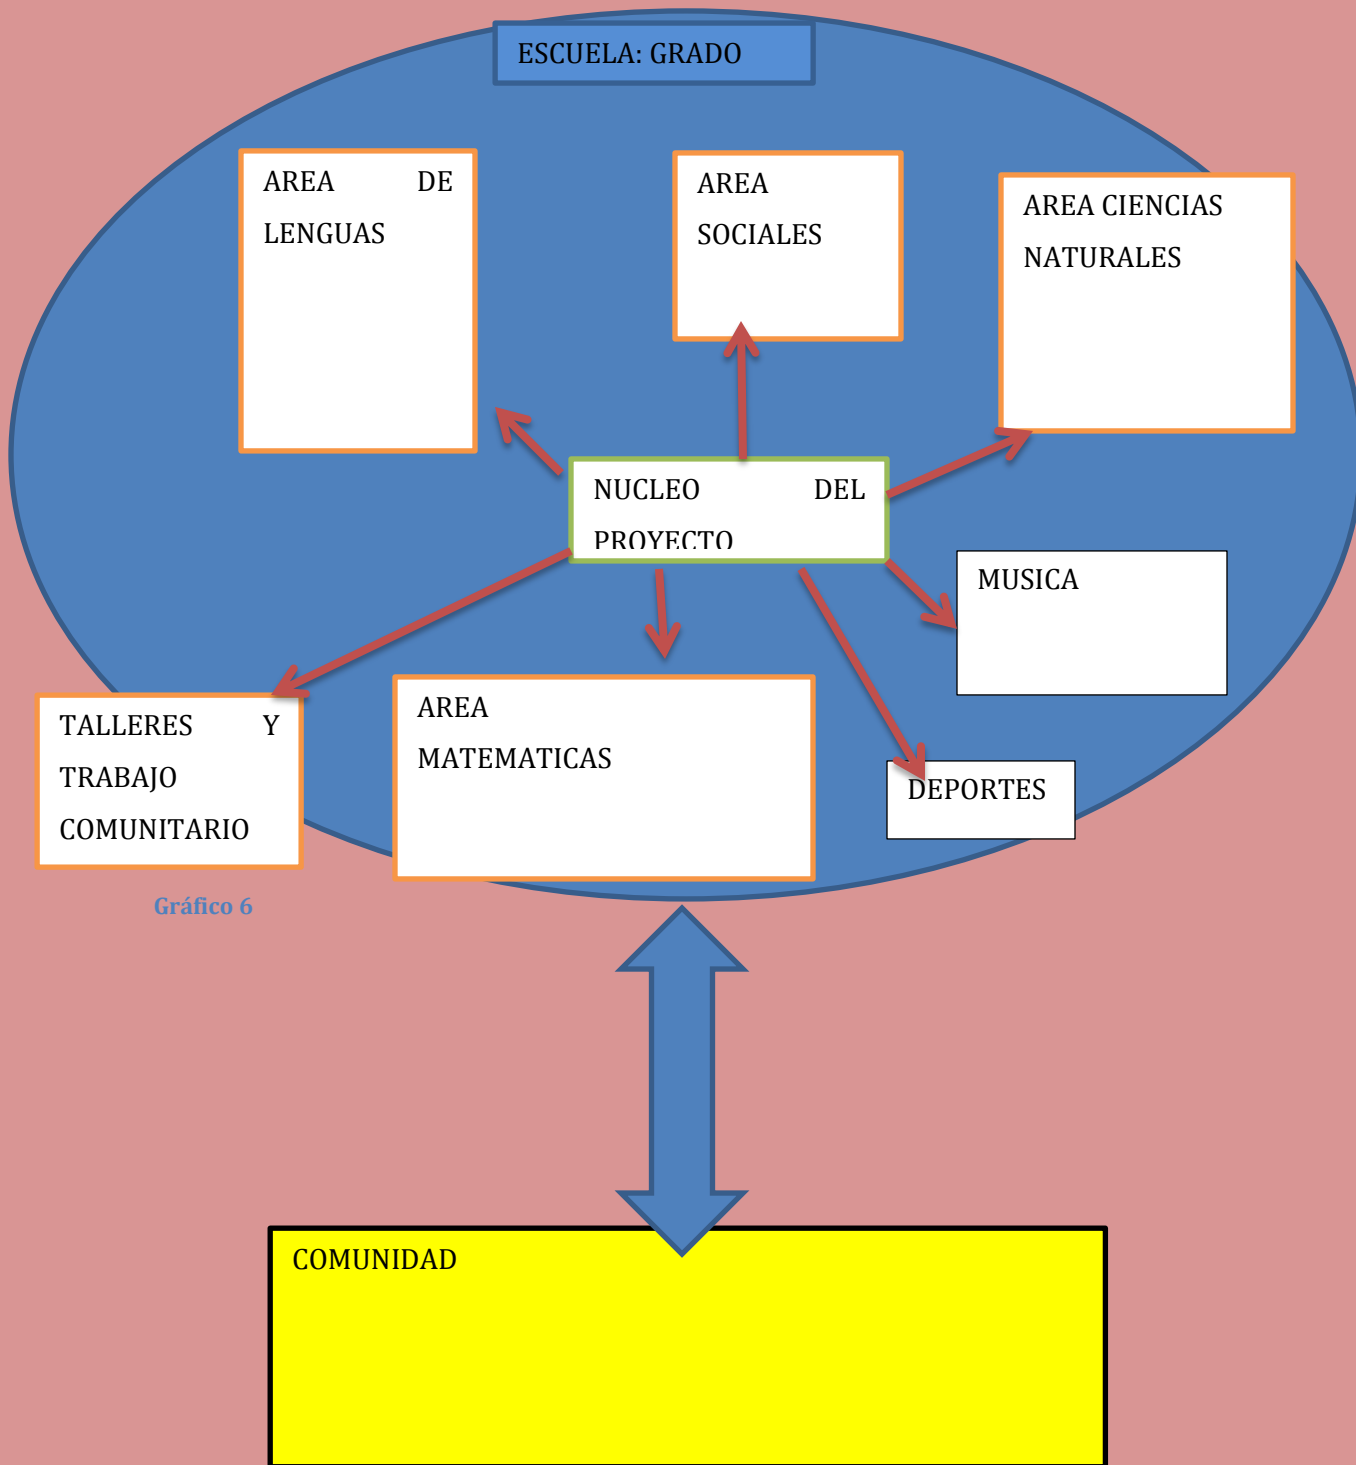 ESCUELA: GRADO
AREA DE
LENGUAS
AREA
SOCIALES
AREA CIENCIAS
NATURALES
NUCLEO DEL
PROYECTO
MUSICA
TALLERES Y
TRABAJO
COMUNITARIO
AREA
MATEMATICAS
DEPORTES
Gráfico 6
COMUNIDAD